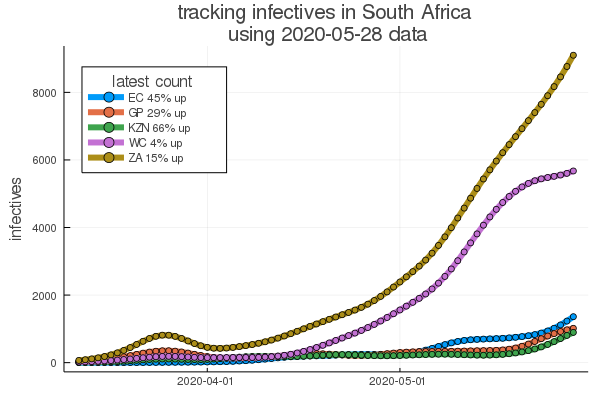 tracking infectives in South Africa
using 2020-05-28 data
latest count
EC 45% up
GP 29% up
KZN 66% up
WC 4% up
ZA 15% up
infectives
8000
6000
4000
2000
0
2020-04-01
2020-05-01